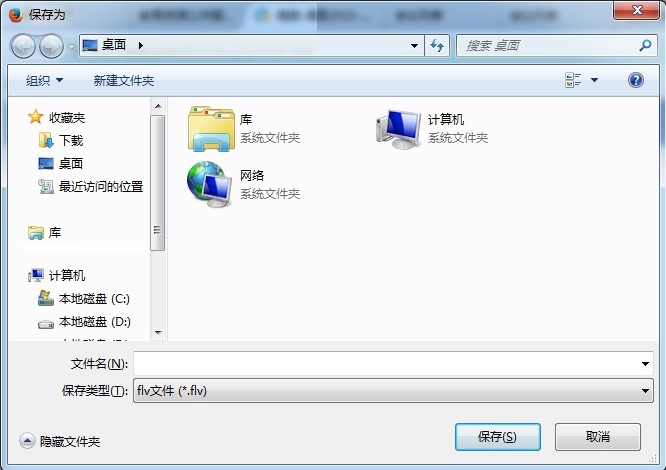 保存为
桌面
搜索 桌面
组织
新建文件夹
收藏夹
下载
桌面
最近访问的位置
库
计算机
本地磁盘 (C:)
本地磁盘 (D:)
库
系统文件夹
计算机
系统文件夹
网络
系统文件夹
文件名(N):
保存类型(T):
flv文件 (*.flv)
隐藏文件夹
保存(S)
取消